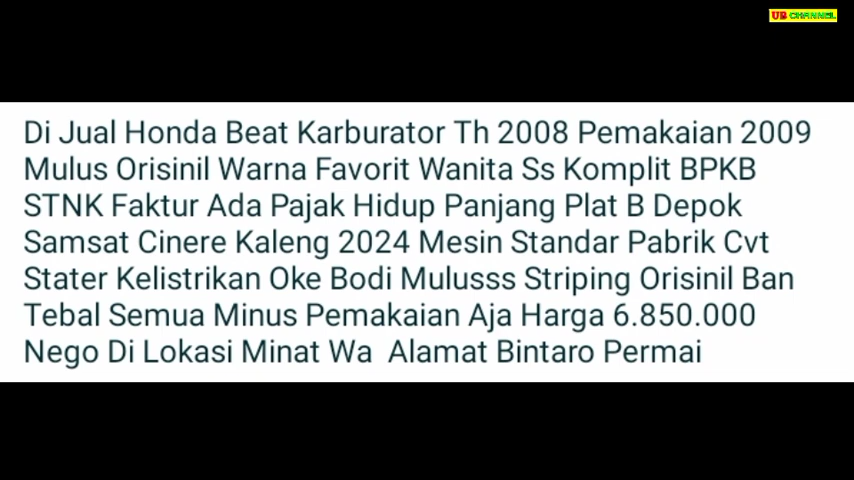 UB CHANNEL
Di Jual Honda Beat Karburator Th 2008 Pemakaian 2009
Mulus Orisinil Warna Favorit Wanita Ss Komplit BPKB
STNK Faktur Ada Pajak Hidup Panjang Plat B Depok
Samsat Cinere Kaleng 2024 Mesin Standar Pabrik Cvt
Stater Kelistrikan Oke Bodi Mulusss Striping Orisinil Ban
Tebal Semua Minus Pemakaian Aja Harga 6.850.000
Nego Di Lokasi Minat Wa Alamat Bintaro Permai